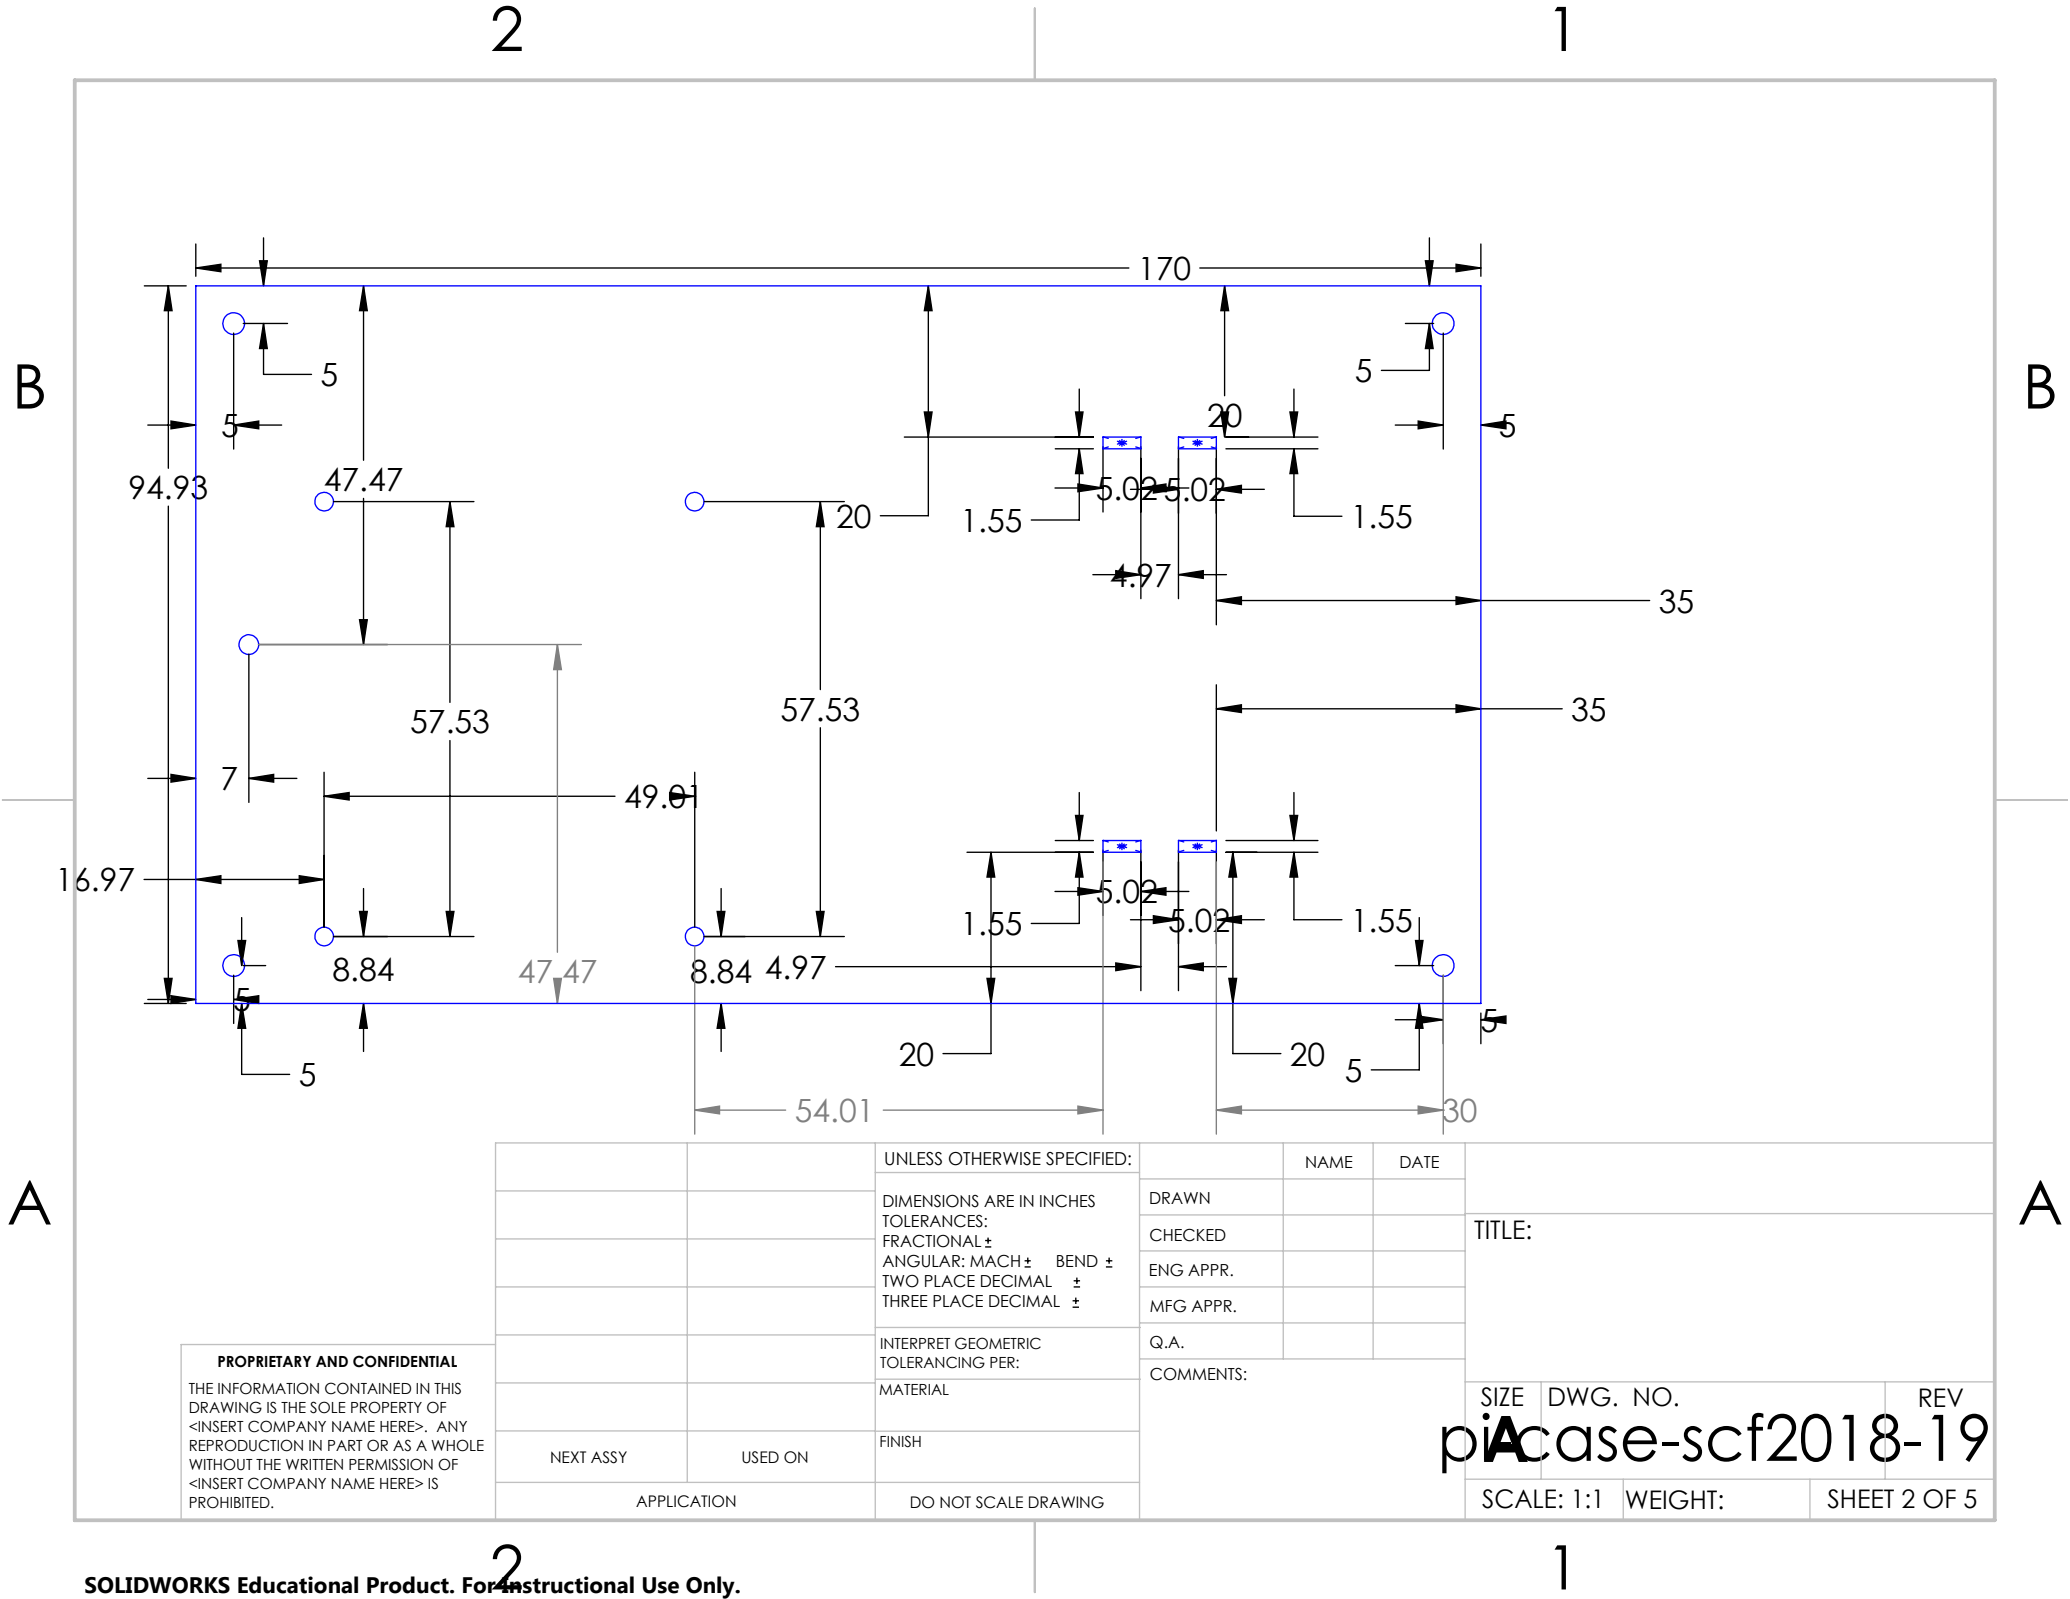 2 1
170
B B
5 5
5 20 5
94.93 47.47
5.02 5.02
20 1.55 1.55
4.97
35
57.53 57.53 35
7
49.01
16.97
5.02
1.55 5.02 1.55
8.84 47.47 8.84 4.97
5 5
20 20
5 5
54.01 30
A A
UNLESS OTHERWISE SPECIFIED:
DIMENSIONS ARE IN INCHES
TOLERANCES:
FRACTIONAL ±
ANGULAR: MACH ± BEND ±
TWO PLACE DECIMAL ±
THREE PLACE DECIMAL ±
INTERPRET GEOMETRIC
TOLERANCING PER:
MATERIAL
FINISH
DO NOT SCALE DRAWING
NAME DATE
DRAWN
CHECKED
ENG APPR.
MFG APPR.
Q.A.
COMMENTS:
TITLE:
SIZE DWG. NO. REV
A
pi-case-scf2018-19
SCALE: 1:1 WEIGHT: SHEET 2 OF 5
PROPRIETARY AND CONFIDENTIAL
THE INFORMATION CONTAINED IN THIS
DRAWING IS THE SOLE PROPERTY OF
<INSERT COMPANY NAME HERE>. ANY
REPRODUCTION IN PART OR AS A WHOLE
WITHOUT THE WRITTEN PERMISSION OF
<INSERT COMPANY NAME HERE> IS
PROHIBITED.
NEXT ASSY USED ON
APPLICATION
2 1
SOLIDWORKS Educational Product. For Instructional Use Only.